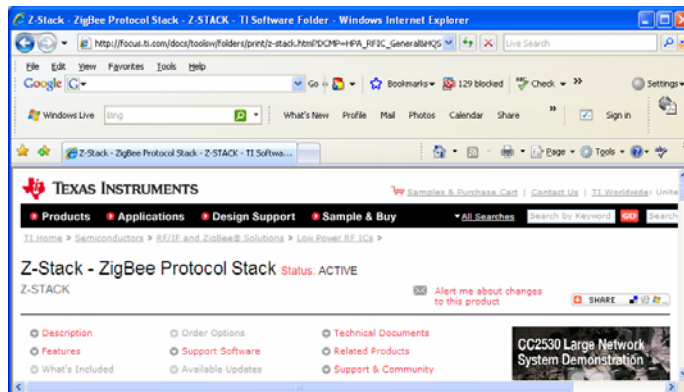 Z-Stack - ZigBee Protocol Stack - Z-STACK - TI Software Folder - Windows Internet Explorer
http://focus.ti.com/docs/toolsw/folders/print/z-stack.html?DCMP=HPA_RFIC_General&HQS
Live Search
File Edit View Favorites Tools Help
Google Go Bookmarks 129 blocked Check Settings
Windows Live Bing What's New Profile Mail Photos Calendar Share Sign in
Z-Stack - ZigBee Protocol Stack - Z-STACK - TI Softwa... Page Tools
TEXAS INSTRUMENTS Samples & Purchase Cart | Contact Us | TI Worldwide: Unite
Products Applications Design Support Sample & Buy All Searches Search by Keyword GO Search
TI Home > Semiconductors > RF/IF and ZigBee® Solutions > Low Power RF ICs >
Z-Stack - ZigBee Protocol Stack Status: ACTIVE
Z-STACK
Alert me about changes
to this product
SHARE
Description Order Options Technical Documents
Features Support Software Related Products
What's Included Available Updates Support & Community
CC2530 Large Network
System Demonstration